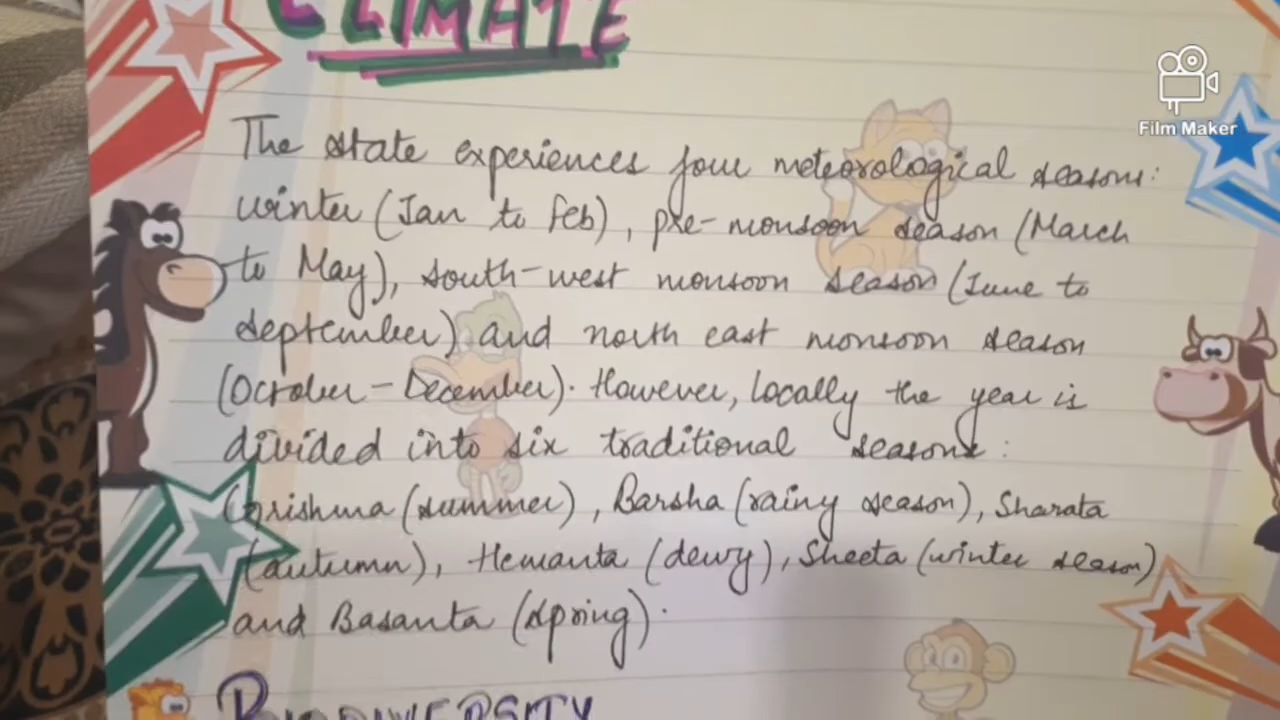 CLIMATE
Film Maker
The state experiences four meteorological seasons:
winter (Jan to Feb), pre-monsoon season (March
to May), south-west monsoon season (June to
September) and north east monsoon season
(October - December). However, locally the year is
divided into six traditional seasons:
Grishma (summer), Barsha (rainy season), Sharata
(autumn), Hemanta (dewy), Sheeta (winter season)
and Basanta (spring).
BIODIVERSITY